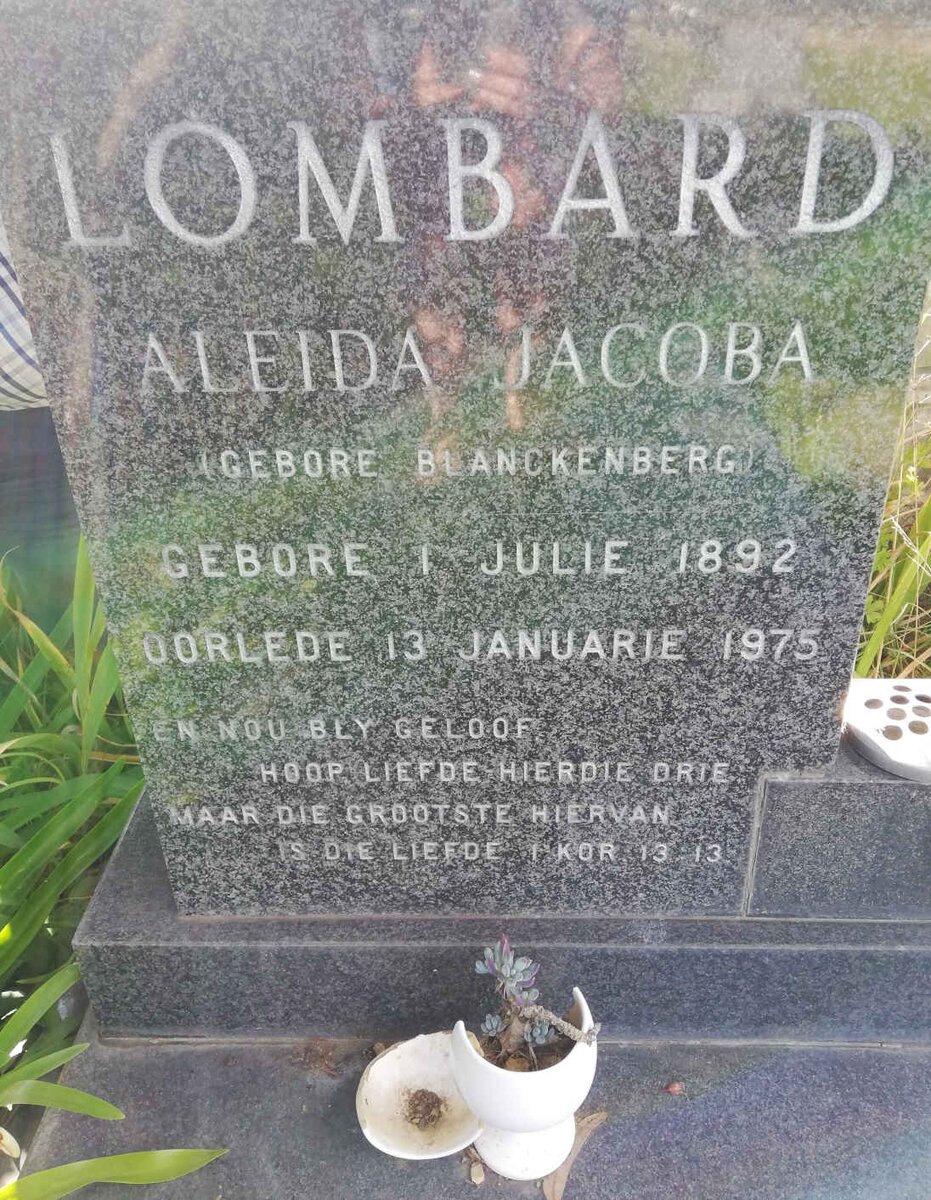 LOMBARD
ALEIDA JACOBA
(GEBORE BLANCKENBERG)
GEBORE 1 JULIE 1892
OORLEDE 13 JANUARIE 1975
EN NOU BLY GELOOF,
HOOP LIEFDE-HIERDIE DRIE
MAAR DIE GROOTSTE HIERVAN
IS DIE LIEFDE 1 KOR 13 13